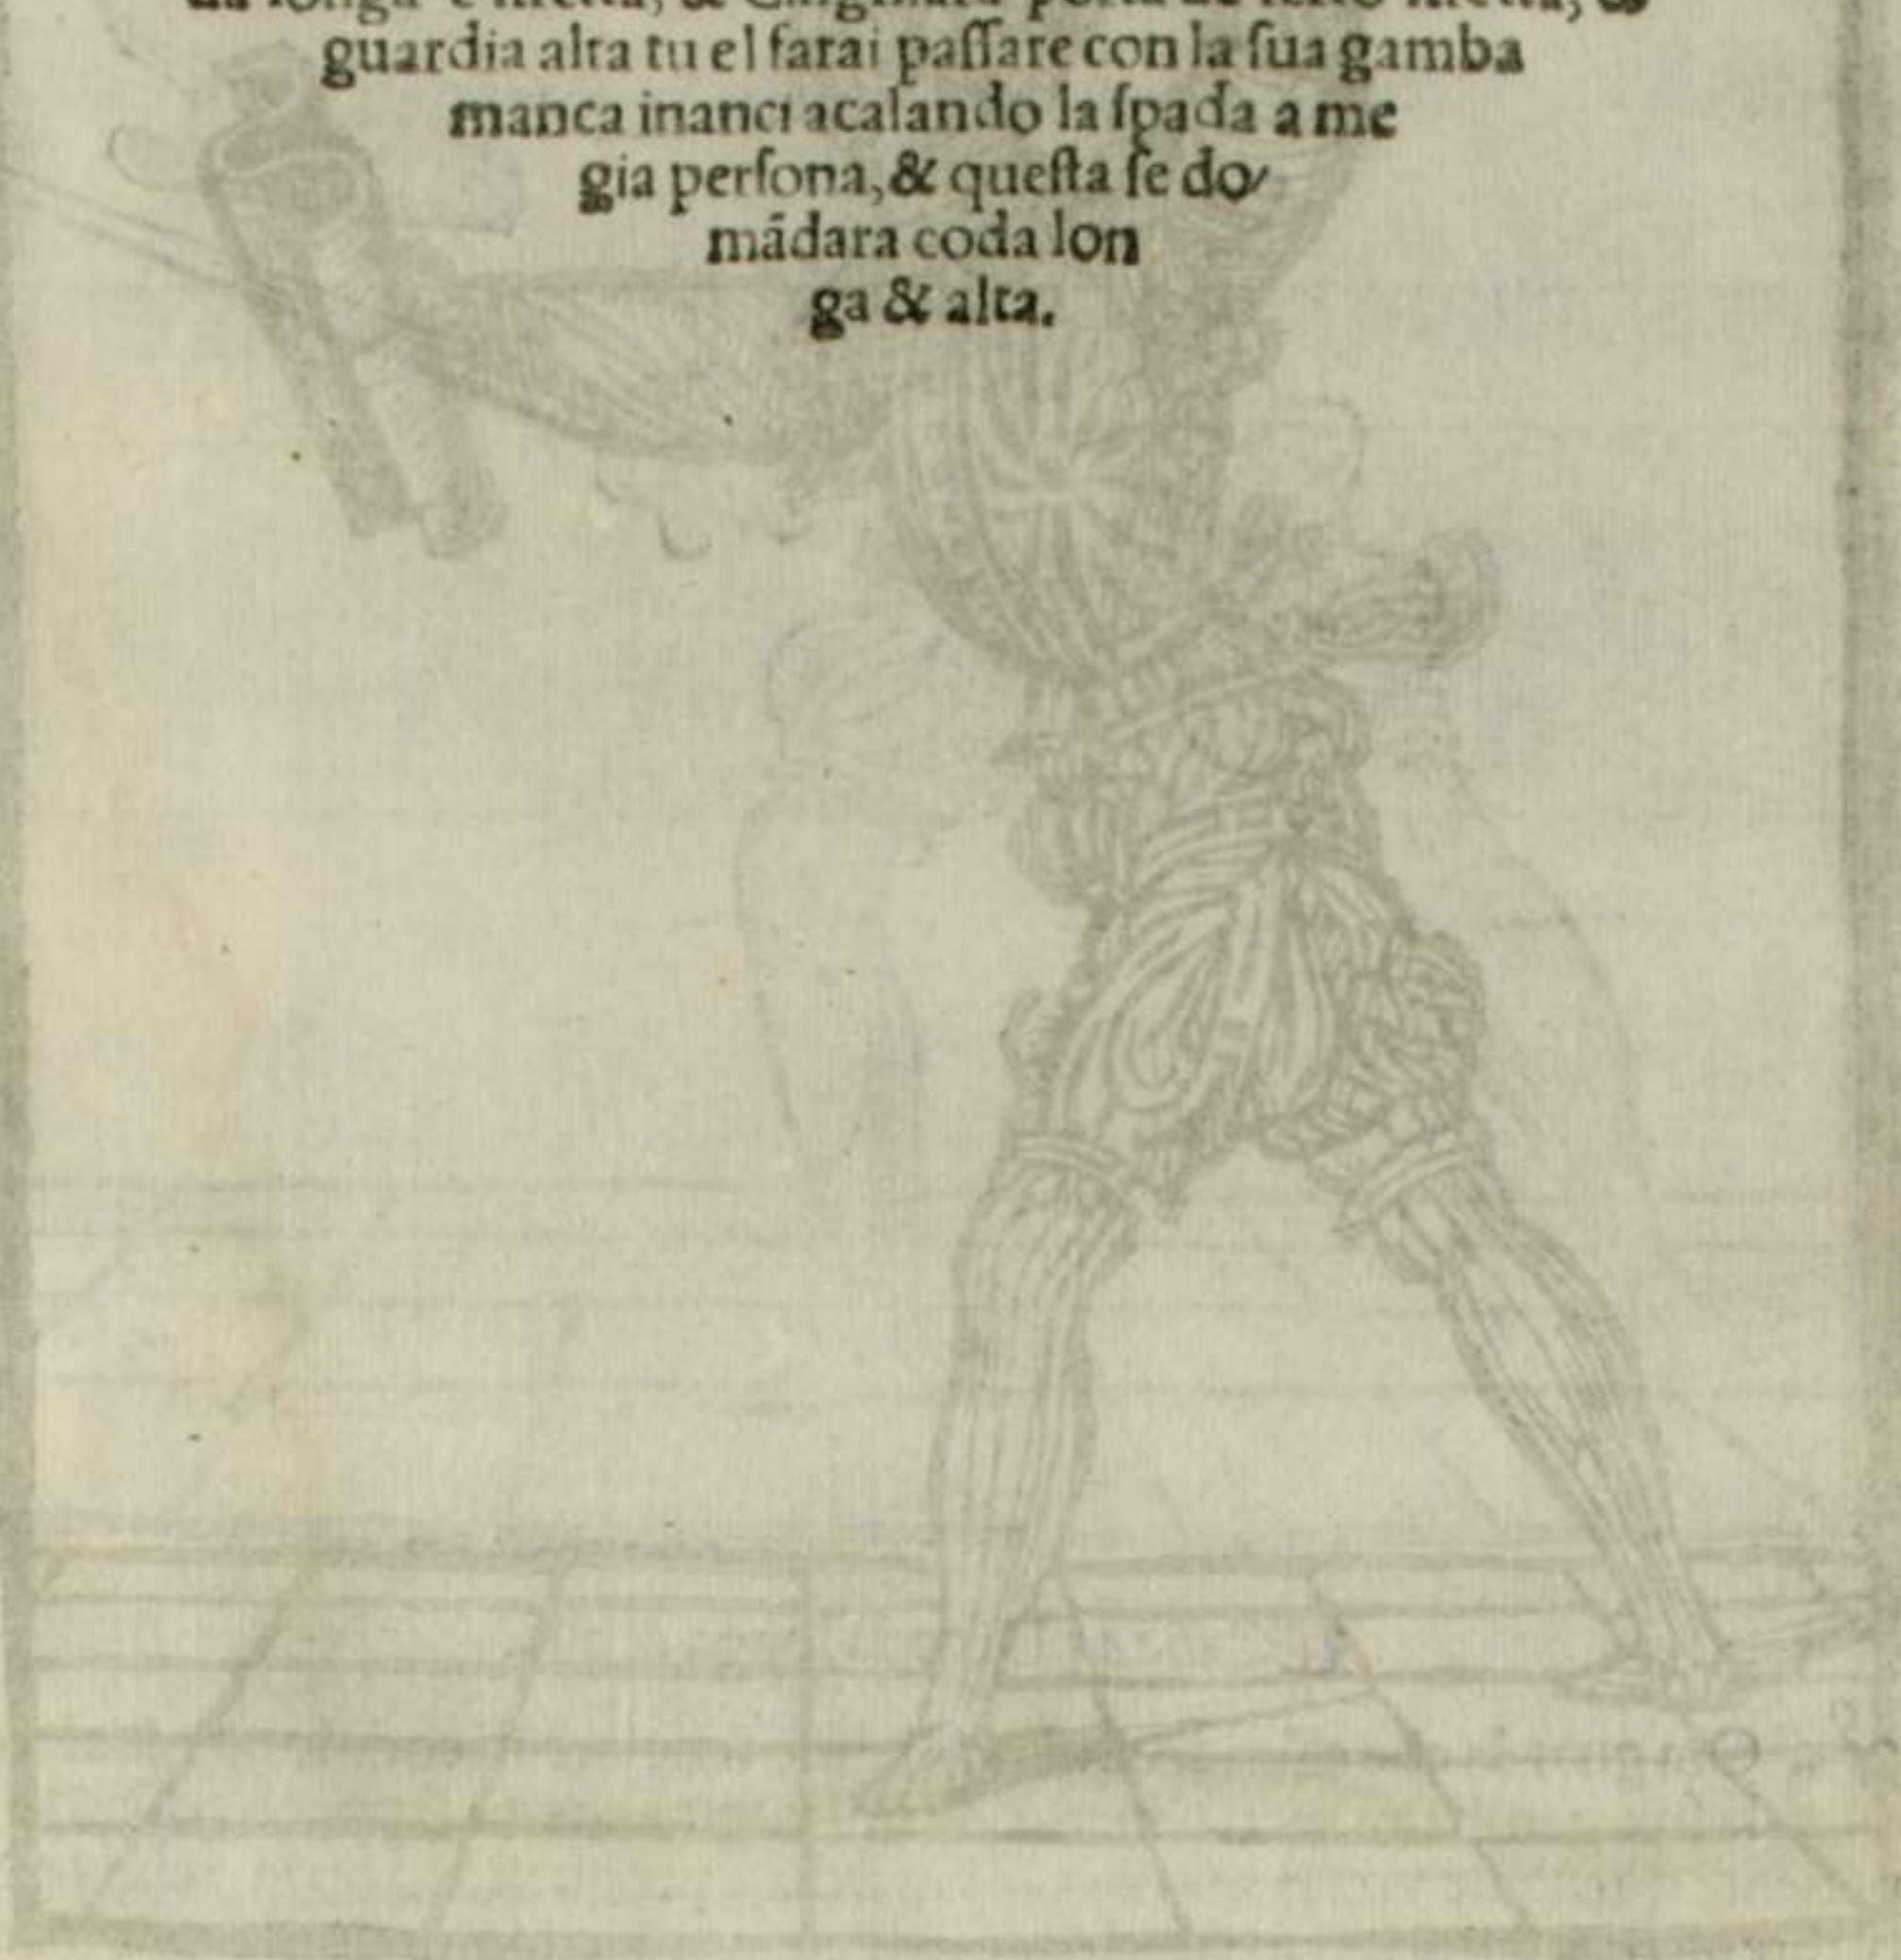 guardia alta tu el farai paſſare con la ſua gamba
manca inanci acalando la ſpada a me
gia perſona, & queſta ſe do/
mādara coda lon
ga & alta.